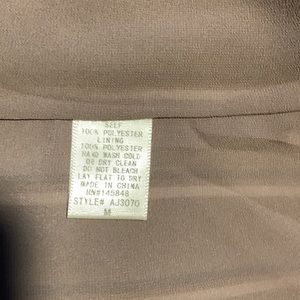 SELF
100% POLYESTER
LINING
100% POLYESTER
HAND WASH COLD
OR DRY CLEAN
DO NOT BLEACH
LAY FLAT TO DRY
MADE IN CHINA
RN#145848
STYLE# AJ3070
M